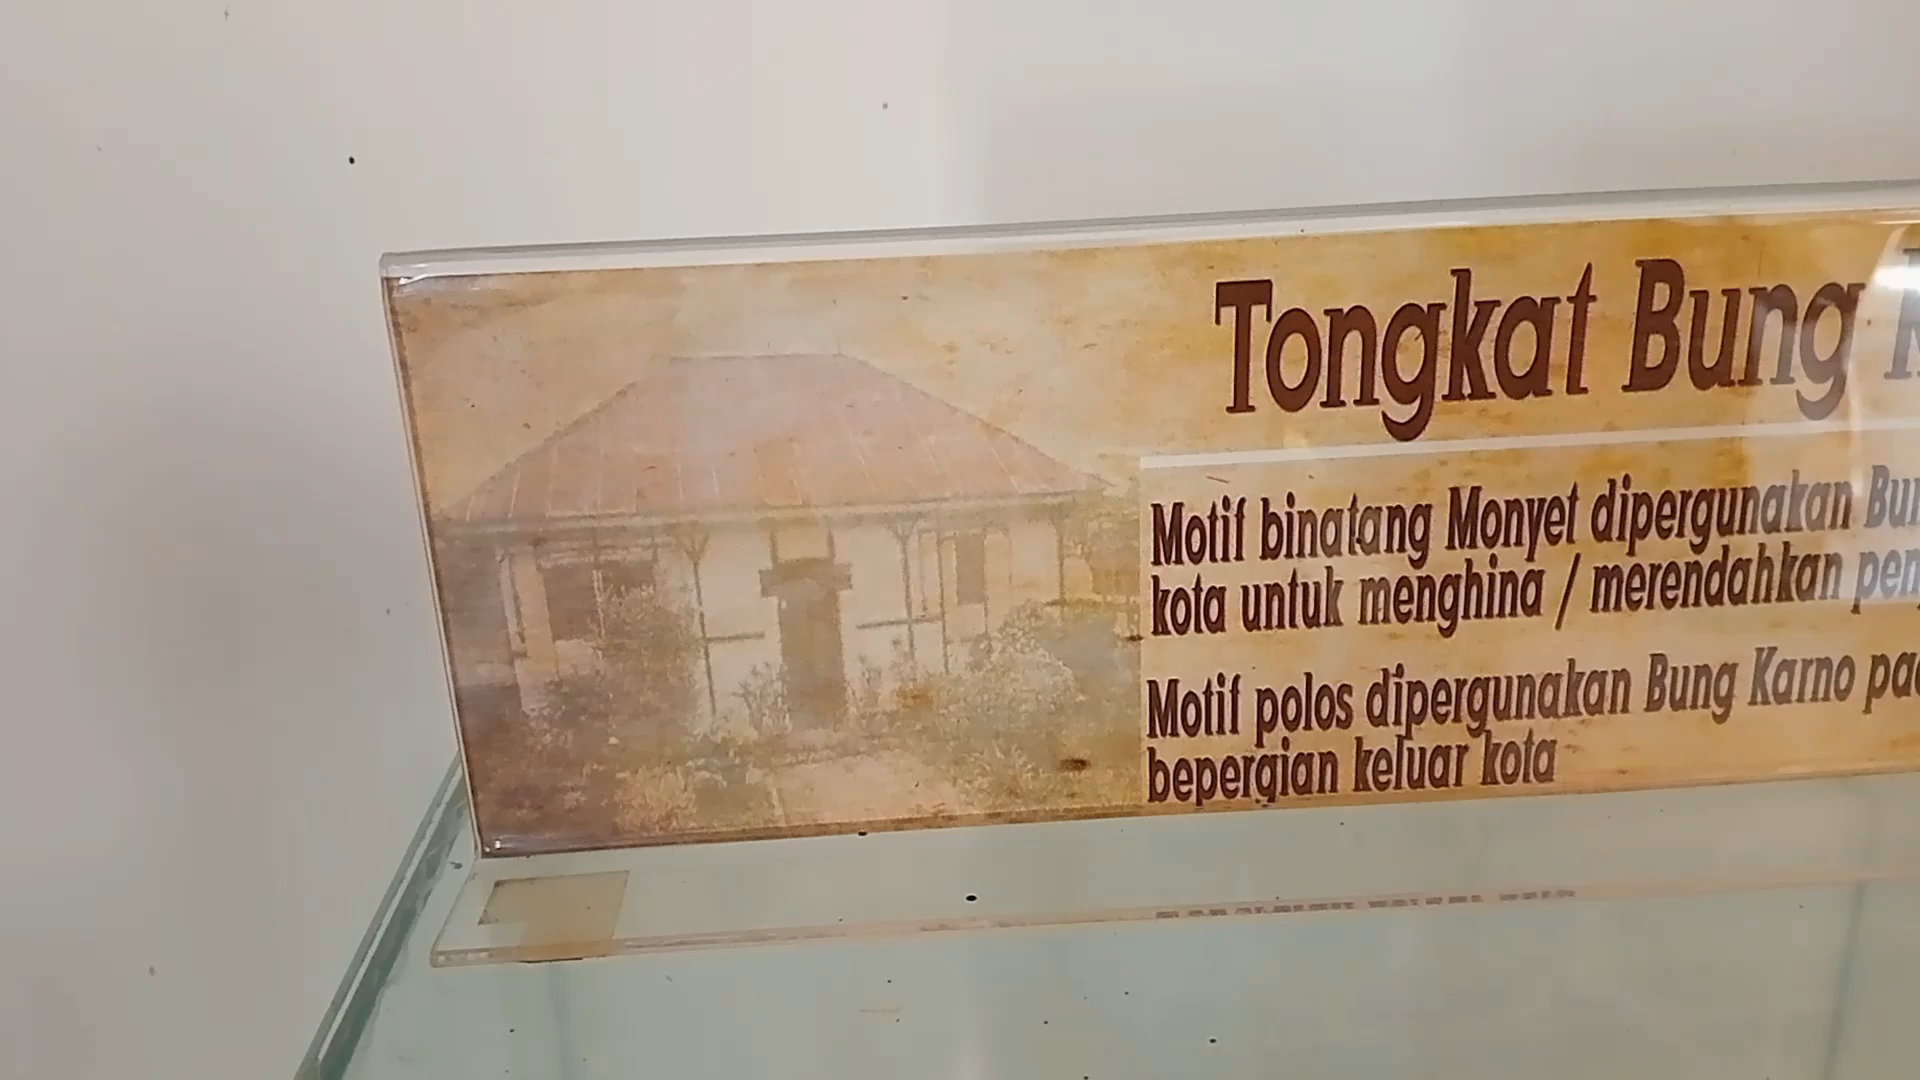 Tongkat Bung
Motif binatang Monyet dipergunakan
kota untuk menghina / merendahkan
Motif polos dipergunakan Bung Karno
bepergian keluar kota